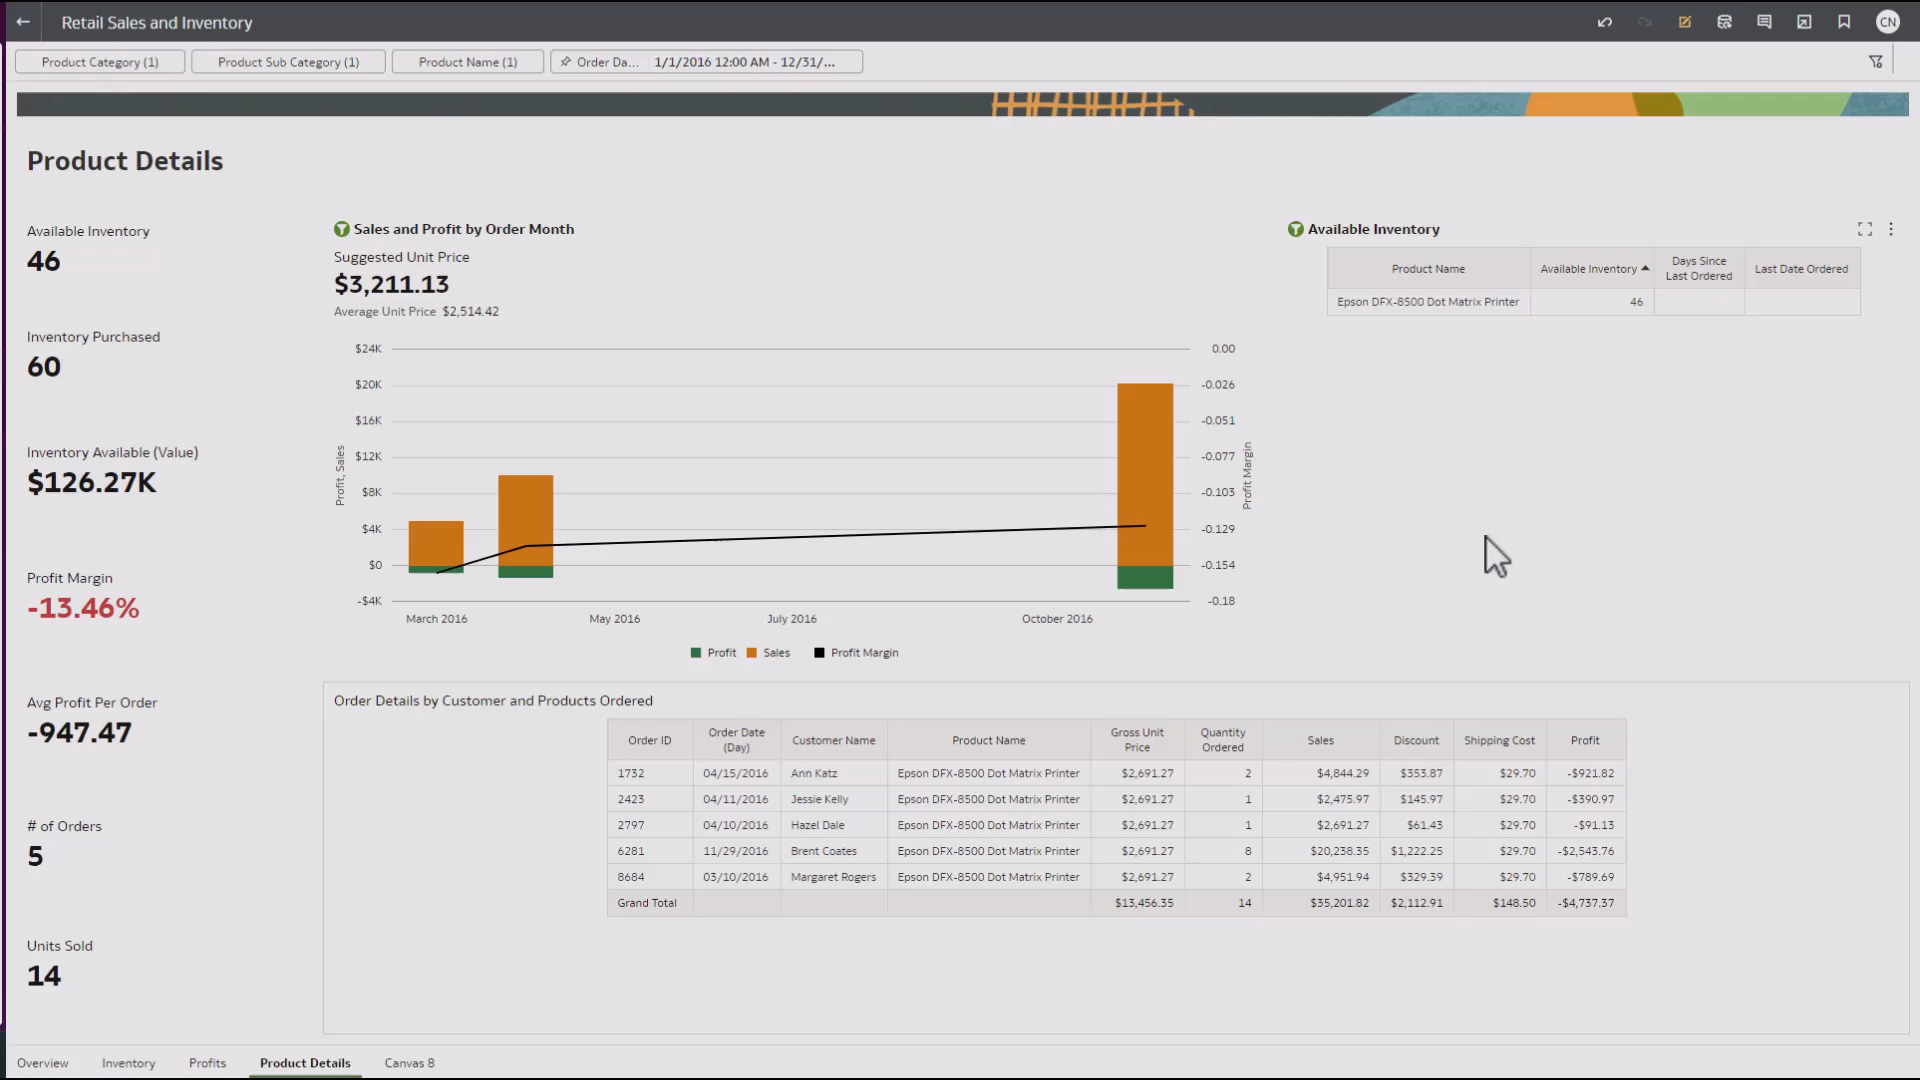 Retail Sales and Inventory
CN
Product Category (1)
Product Sub Category (1)
Product Name (1)
Order Da... 1/1/2016 12:00 AM - 12/31/...
Product Details
Available Inventory
46
Inventory Purchased
60
Inventory Available (Value)
$126.27K
Profit Margin
-13.46%
Avg Profit Per Order
-947.47
# of Orders
5
Units Sold
14
Sales and Profit by Order Month
Suggested Unit Price
$3,211.13
Average Unit Price $2,514.42
$24K
$20K
$16K
$12K
$8K
$4K
$0
-$4K
Profit, Sales
0.00
-0.026
-0.051
-0.077
-0.103
-0.129
-0.154
-0.18
Profit Margin
March 2016 May 2016 July 2016 October 2016
Profit Sales Profit Margin
Available Inventory
Product Name Available Inventory Days Since Last Ordered Last Date Ordered
Epson DFX-8500 Dot Matrix Printer 46
Order Details by Customer and Products Ordered
Order ID Order Date (Day) Customer Name Product Name Gross Unit Price Quantity Ordered Sales Discount Shipping Cost Profit
1732 04/15/2016 Ann Katz Epson DFX-8500 Dot Matrix Printer $2,691.27 2 $4,844.29 $353.87 $29.70 -$921.82
2423 04/11/2016 Jessie Kelly Epson DFX-8500 Dot Matrix Printer $2,691.27 1 $2,475.97 $145.97 $29.70 -$390.97
2797 04/10/2016 Hazel Dale Epson DFX-8500 Dot Matrix Printer $2,691.27 1 $2,691.27 $61.43 $29.70 -$91.13
6281 11/29/2016 Brent Coates Epson DFX-8500 Dot Matrix Printer $2,691.27 8 $20,238.35 $1,222.25 $29.70 -$2,543.76
8684 03/10/2016 Margaret Rogers Epson DFX-8500 Dot Matrix Printer $2,691.27 2 $4,951.94 $329.39 $29.70 -$789.69
Grand Total $13,456.35 14 $35,201.82 $2,112.91 $148.50 -$4,737.37
Overview Inventory Profits Product Details Canvas 8